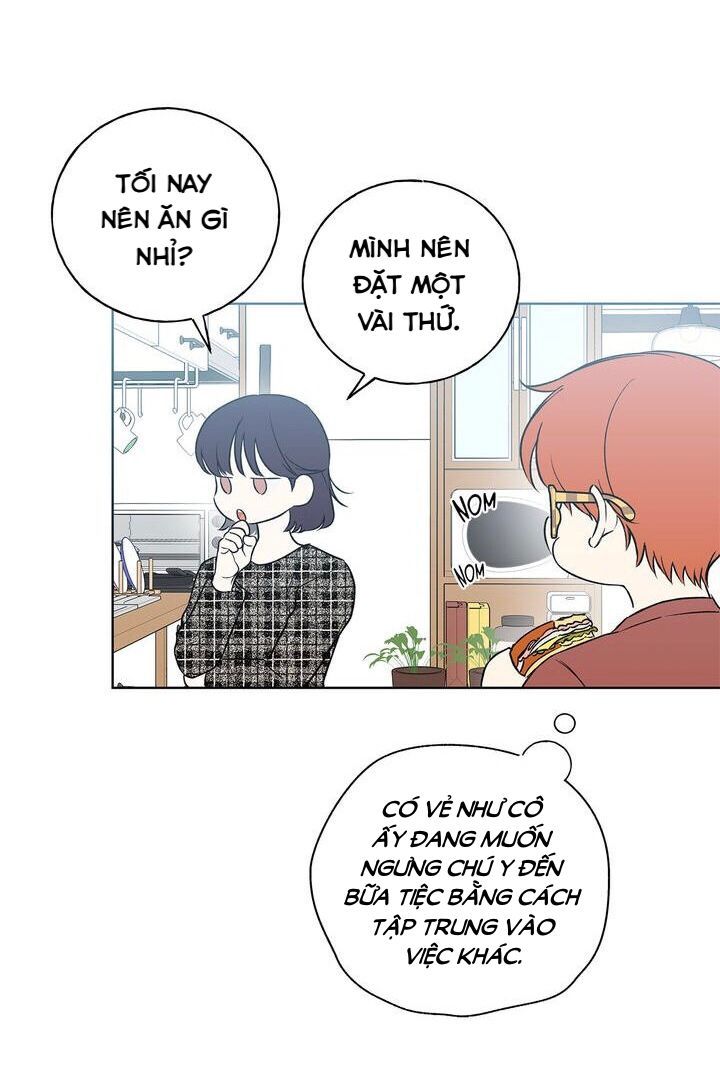 TỐI NAY
NÊN ĂN GÌ
NHỈ?
MÌNH NÊN
ĐẶT MỘT
VÀI THỨ.
NOM
NOM
CÓ VẺ NHƯ CÔ
ẤY ĐANG MUỐN
NGƯNG CHÚ Ý ĐẾN
BỮA TIỆC BẰNG CÁCH
TẬP TRUNG VÀO
VIỆC KHÁC.